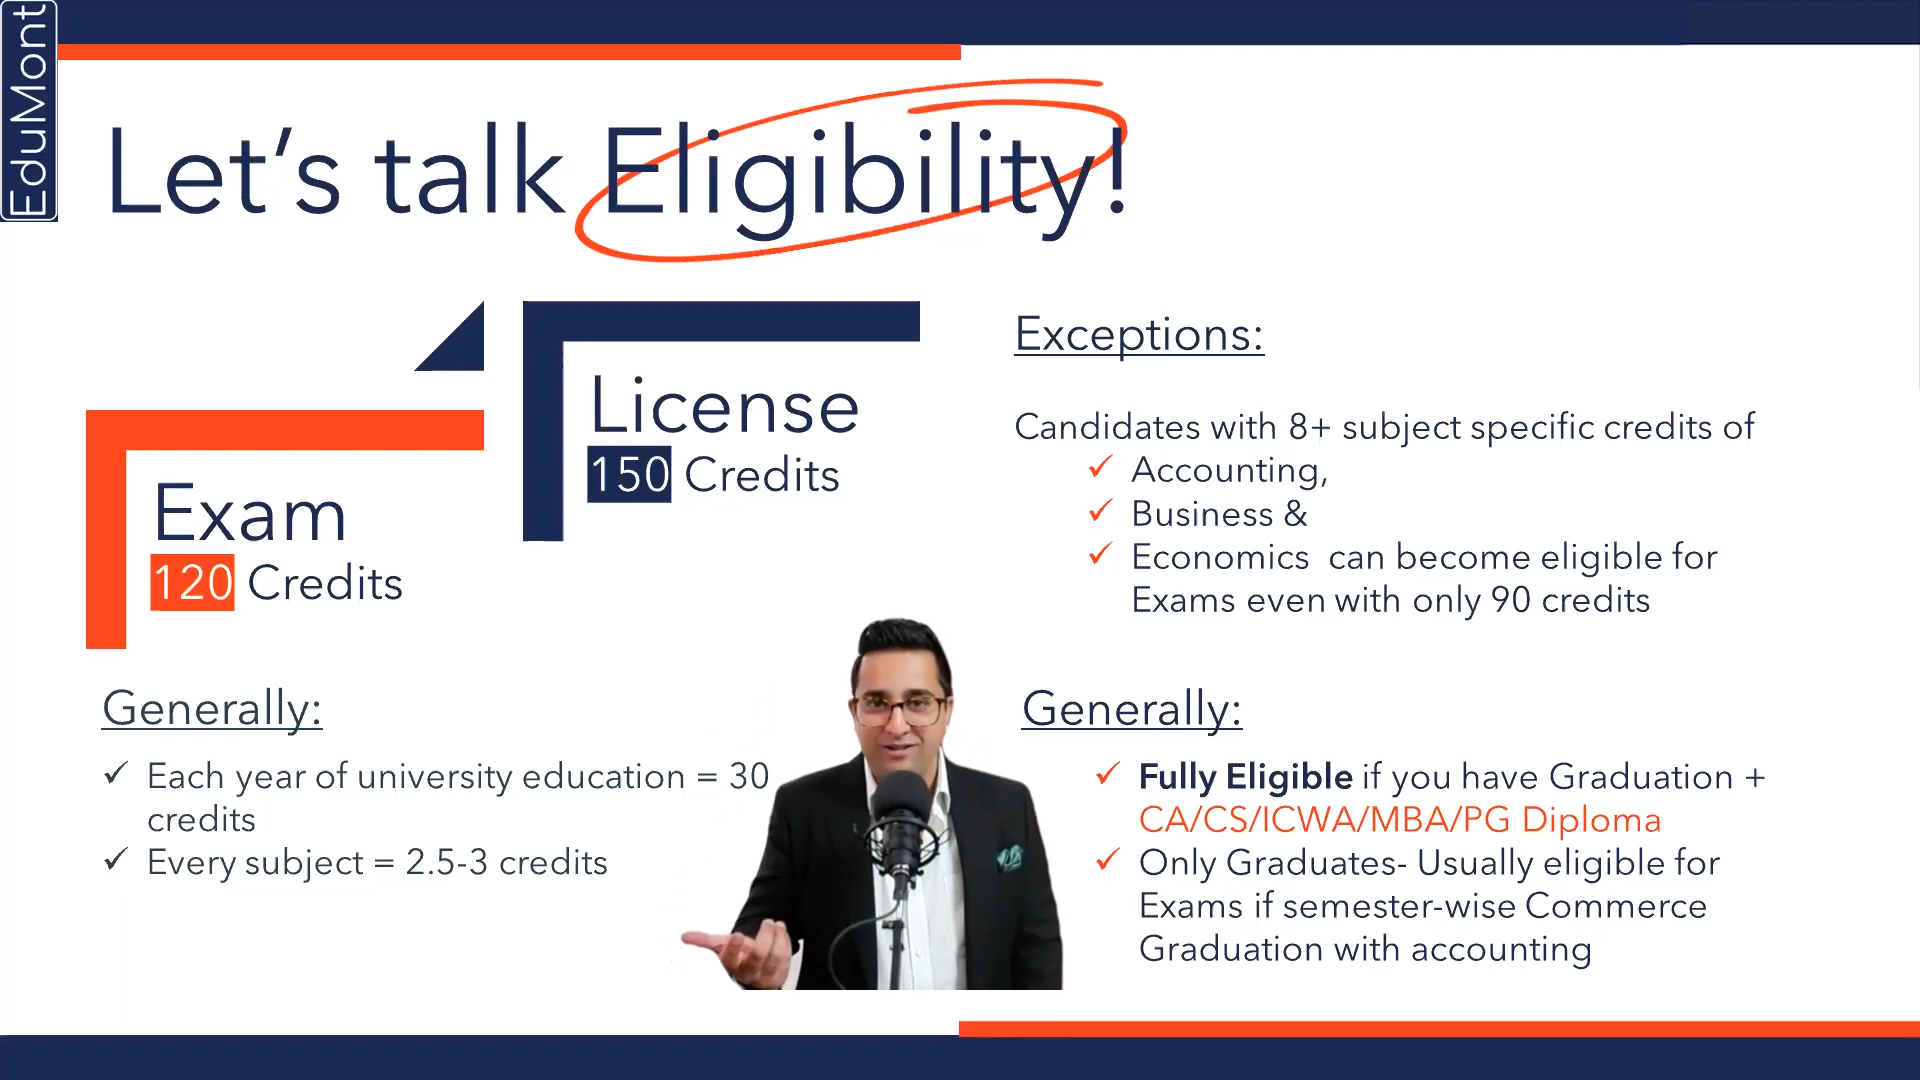 EduMont
Let's talk Eligibility!
License
150 Credits
Exam
120 Credits
Generally:
Each year of university education = 30
credits
Every subject = 2.5-3 credits
Exceptions:
Candidates with 8+ subject specific credits of
Accounting,
Business &
Economics can become eligible for
Exams even with only 90 credits
Generally:
Fully Eligible if you have Graduation +
CA/CS/ICWA/MBA/PG Diploma
Only Graduates- Usually eligible for
Exams if semester-wise Commerce
Graduation with accounting